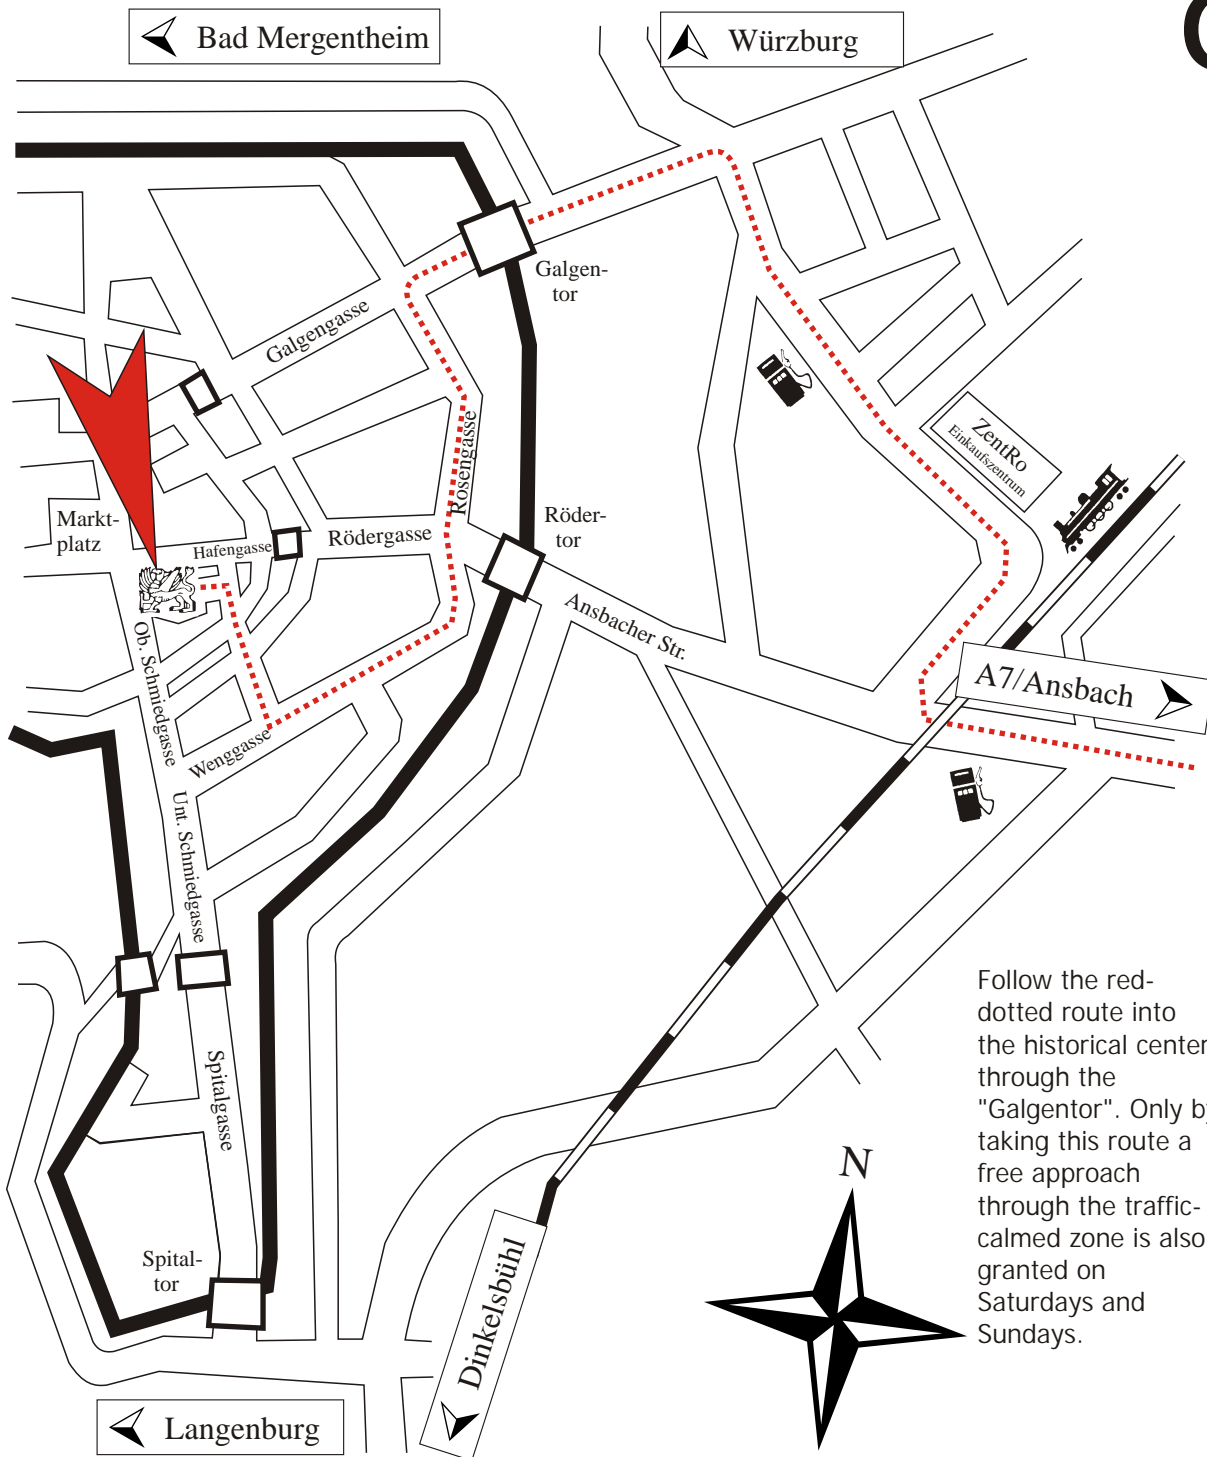 Bad Mergentheim
Würzburg
Galgen-
tor
Galgengasse
ZentRo
Einkaufszentrum
Rosengasse
Markt-
platz
Hafengasse
Rödergasse
Röder-
tor
Ansbacher Str.
Ob. Schmiedgasse
A7/Ansbach
Wenggasse
Unt. Schmiedgasse
Follow the red-
dotted route into
the historical center
through the
"Galgentor". Only by
taking this route a
free approach
through the traffic-
calmed zone is also
granted on
Saturdays and
Sundays.
Spitalgasse
N
Spital-
tor
Dinkelsbühl
Langenburg